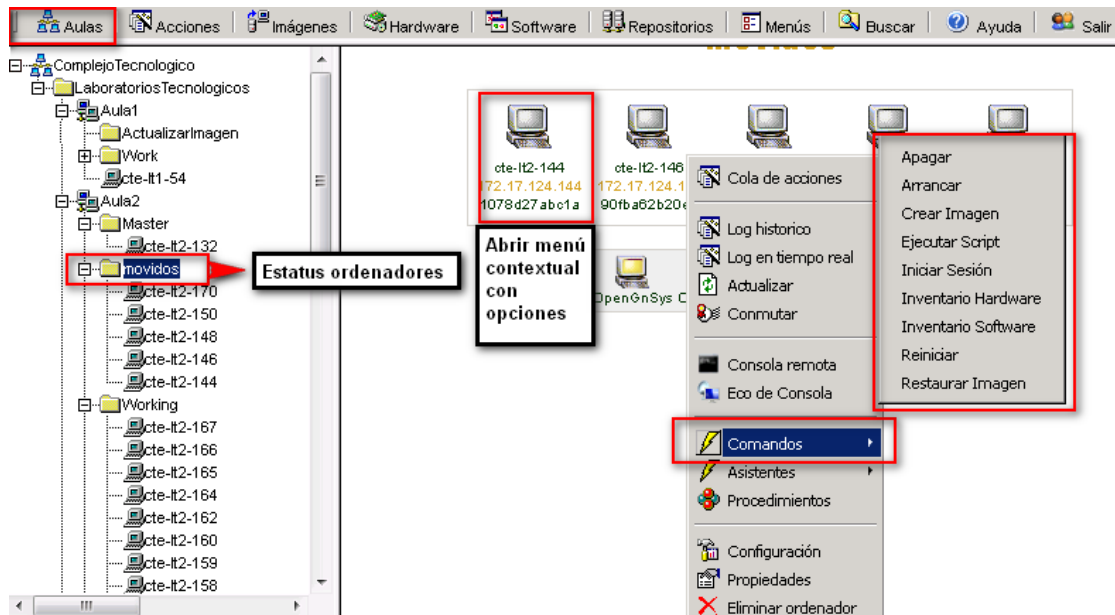 Aulas Acciones Imágenes Hardware Software Repositorios Menús Buscar Ayuda Salir
ComplejoTecnologico
LaboratoriosTecnologicos
Aula1
ActualizarImagen
Work
cte-lt1-54
Aula2
Master
cte-lt2-132
movidos
cte-lt2-170
cte-lt2-150
cte-lt2-148
cte-lt2-146
cte-lt2-144
Working
cte-lt2-167
cte-lt2-166
cte-lt2-165
cte-lt2-164
cte-lt2-162
cte-lt2-160
cte-lt2-159
cte-lt2-158
Estatus ordenadores
movidos
cte-lt2-144
172.17.124.144
1078d27abc1a
cte-lt2-146
172.17.124.1
90fba62b20e
Abrir menú
contextual
con
opciones
OpenGnSys C
Cola de acciones
Log historico
Log en tiempo real
Actualizar
Conmutar
Consola remota
Eco de Consola
Comandos
Asistentes
Procedimientos
Configuración
Propiedades
Eliminar ordenador
Apagar
Arrancar
Crear Imagen
Ejecutar Script
Iniciar Sesión
Inventario Hardware
Inventario Software
Reiniciar
Restaurar Imagen